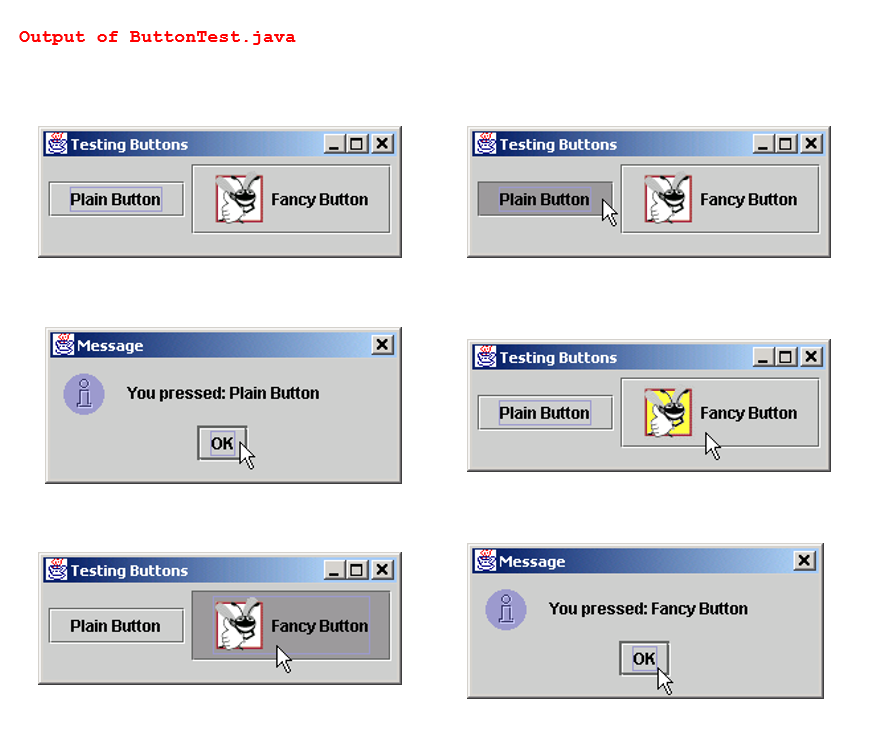 Output of ButtonTest.java
Testing Buttons
Plain Button
Fancy Button
Testing Buttons
Plain Button
Fancy Button
Message
You pressed: Plain Button
OK
Testing Buttons
Plain Button
Fancy Button
Testing Buttons
Plain Button
Fancy Button
Message
You pressed: Fancy Button
OK